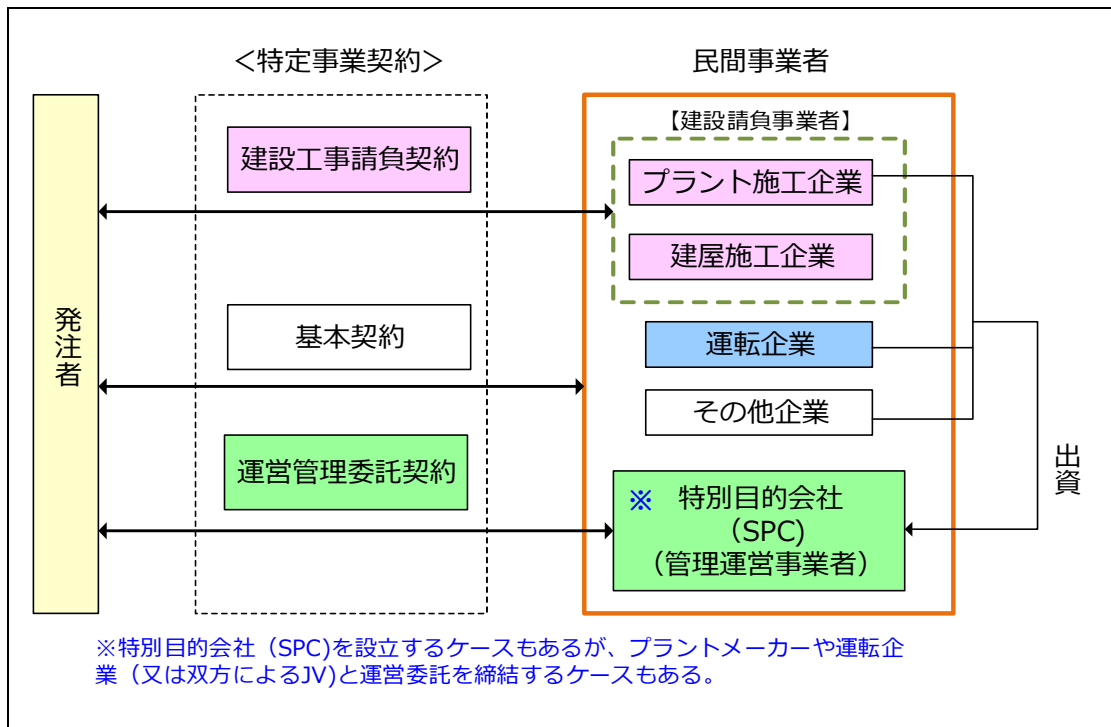 ＜特定事業契約＞
民間事業者
【建設請負事業者】
建設工事請負契約
プラント施工企業
建屋施工企業
発注者
基本契約
運転企業
その他企業
運営管理委託契約
出資
※ 特別目的会社
（SPC)
（管理運営事業者）
※特別目的会社（SPC)を設立するケースもあるが、プラントメーカーや運転企
業（又は双方によるJV)と運営委託を締結するケースもある。